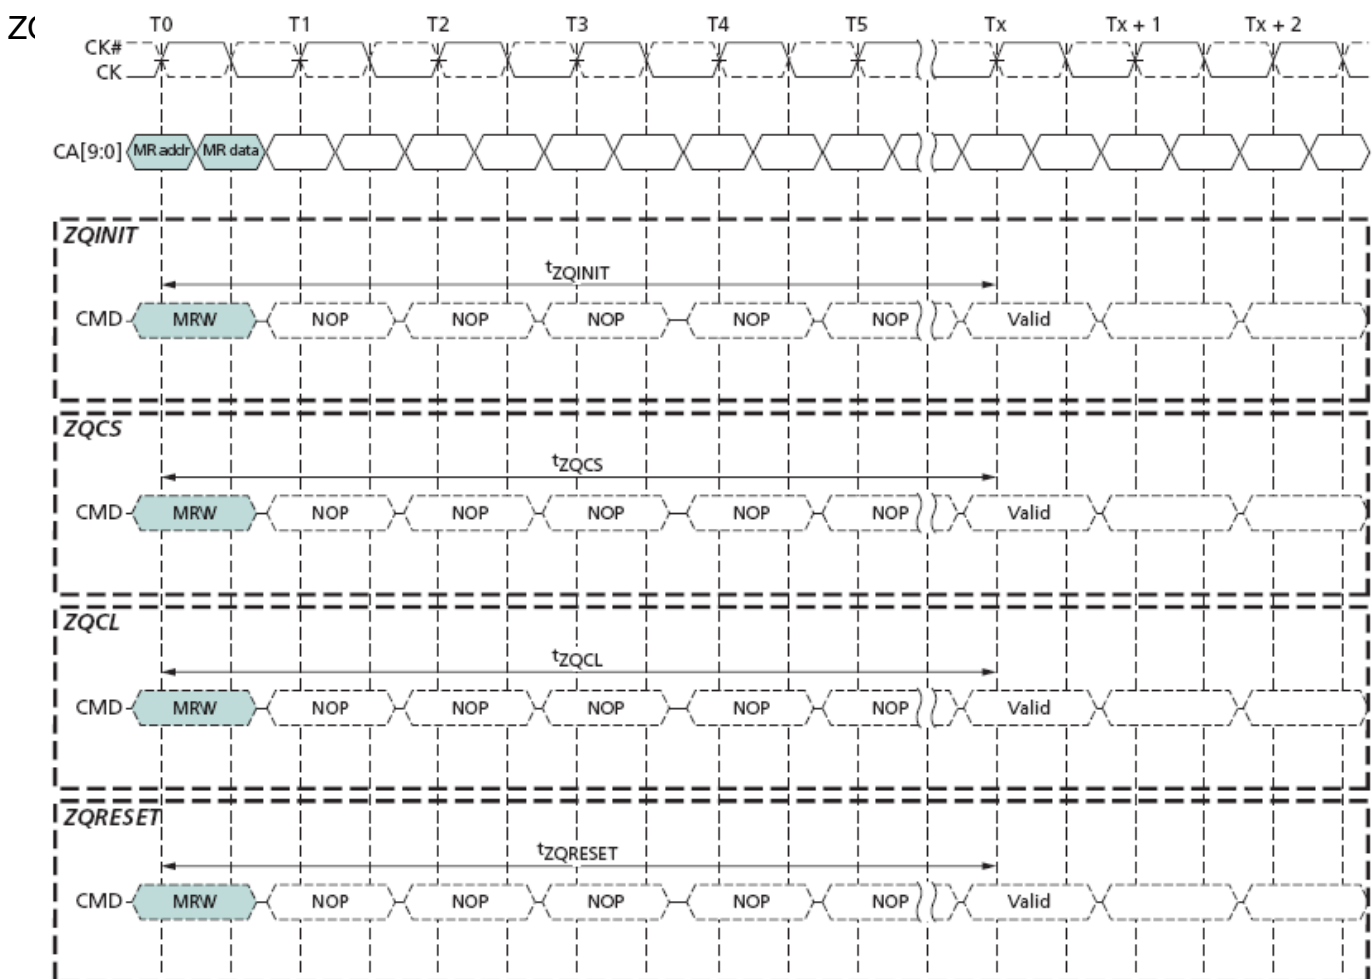 ZQ
T0 T1 T2 T3 T4 T5 Tx Tx + 1 Tx + 2
CK#
CK
CA[9:0] MR addr MR data
ZQINIT
tZQINIT
CMD MRW NOP NOP NOP NOP NOP Valid
ZQCS
tZQCS
CMD MRW NOP NOP NOP NOP NOP Valid
ZQCL
tZQCL
CMD MRW NOP NOP NOP NOP NOP Valid
ZQRESET
tZQRESET
CMD MRW NOP NOP NOP NOP NOP Valid